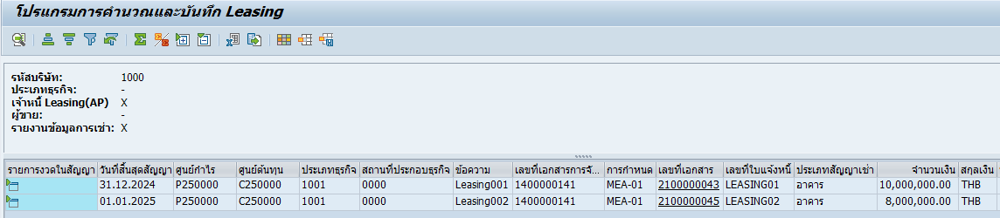 โปรแกรมการคำนวณและบันทึก Leasing
รหัสบริษัท: 1000
ประเภทธุรกิจ: -
เจ้าหนี้ Leasing(AP) X
ผู้ขาย: -
รายงานข้อมูลการเช่า: X
รายการงวดในสัญญา วันที่สิ้นสุดสัญญา ศูนย์กำไร ศูนย์ต้นทุน ประเภทธุรกิจ สถานที่ประกอบธุรกิจ ข้อความ เลขที่เอกสารการจั... การกำหนด เลขที่เอกสาร เลขที่ใบแจ้งหนี้ ประเภทสัญญาเช่า จำนวนเงิน สกุลเงิน
31.12.2024 P250000 C250000 1001 0000 Leasing001 1400000141 MEA-01 2100000043 LEASING01 อาคาร 10,000,000.00 THB
01.01.2025 P250000 C250000 1001 0000 Leasing002 1400000141 MEA-01 2100000045 LEASING02 อาคาร 8,000,000.00 THB